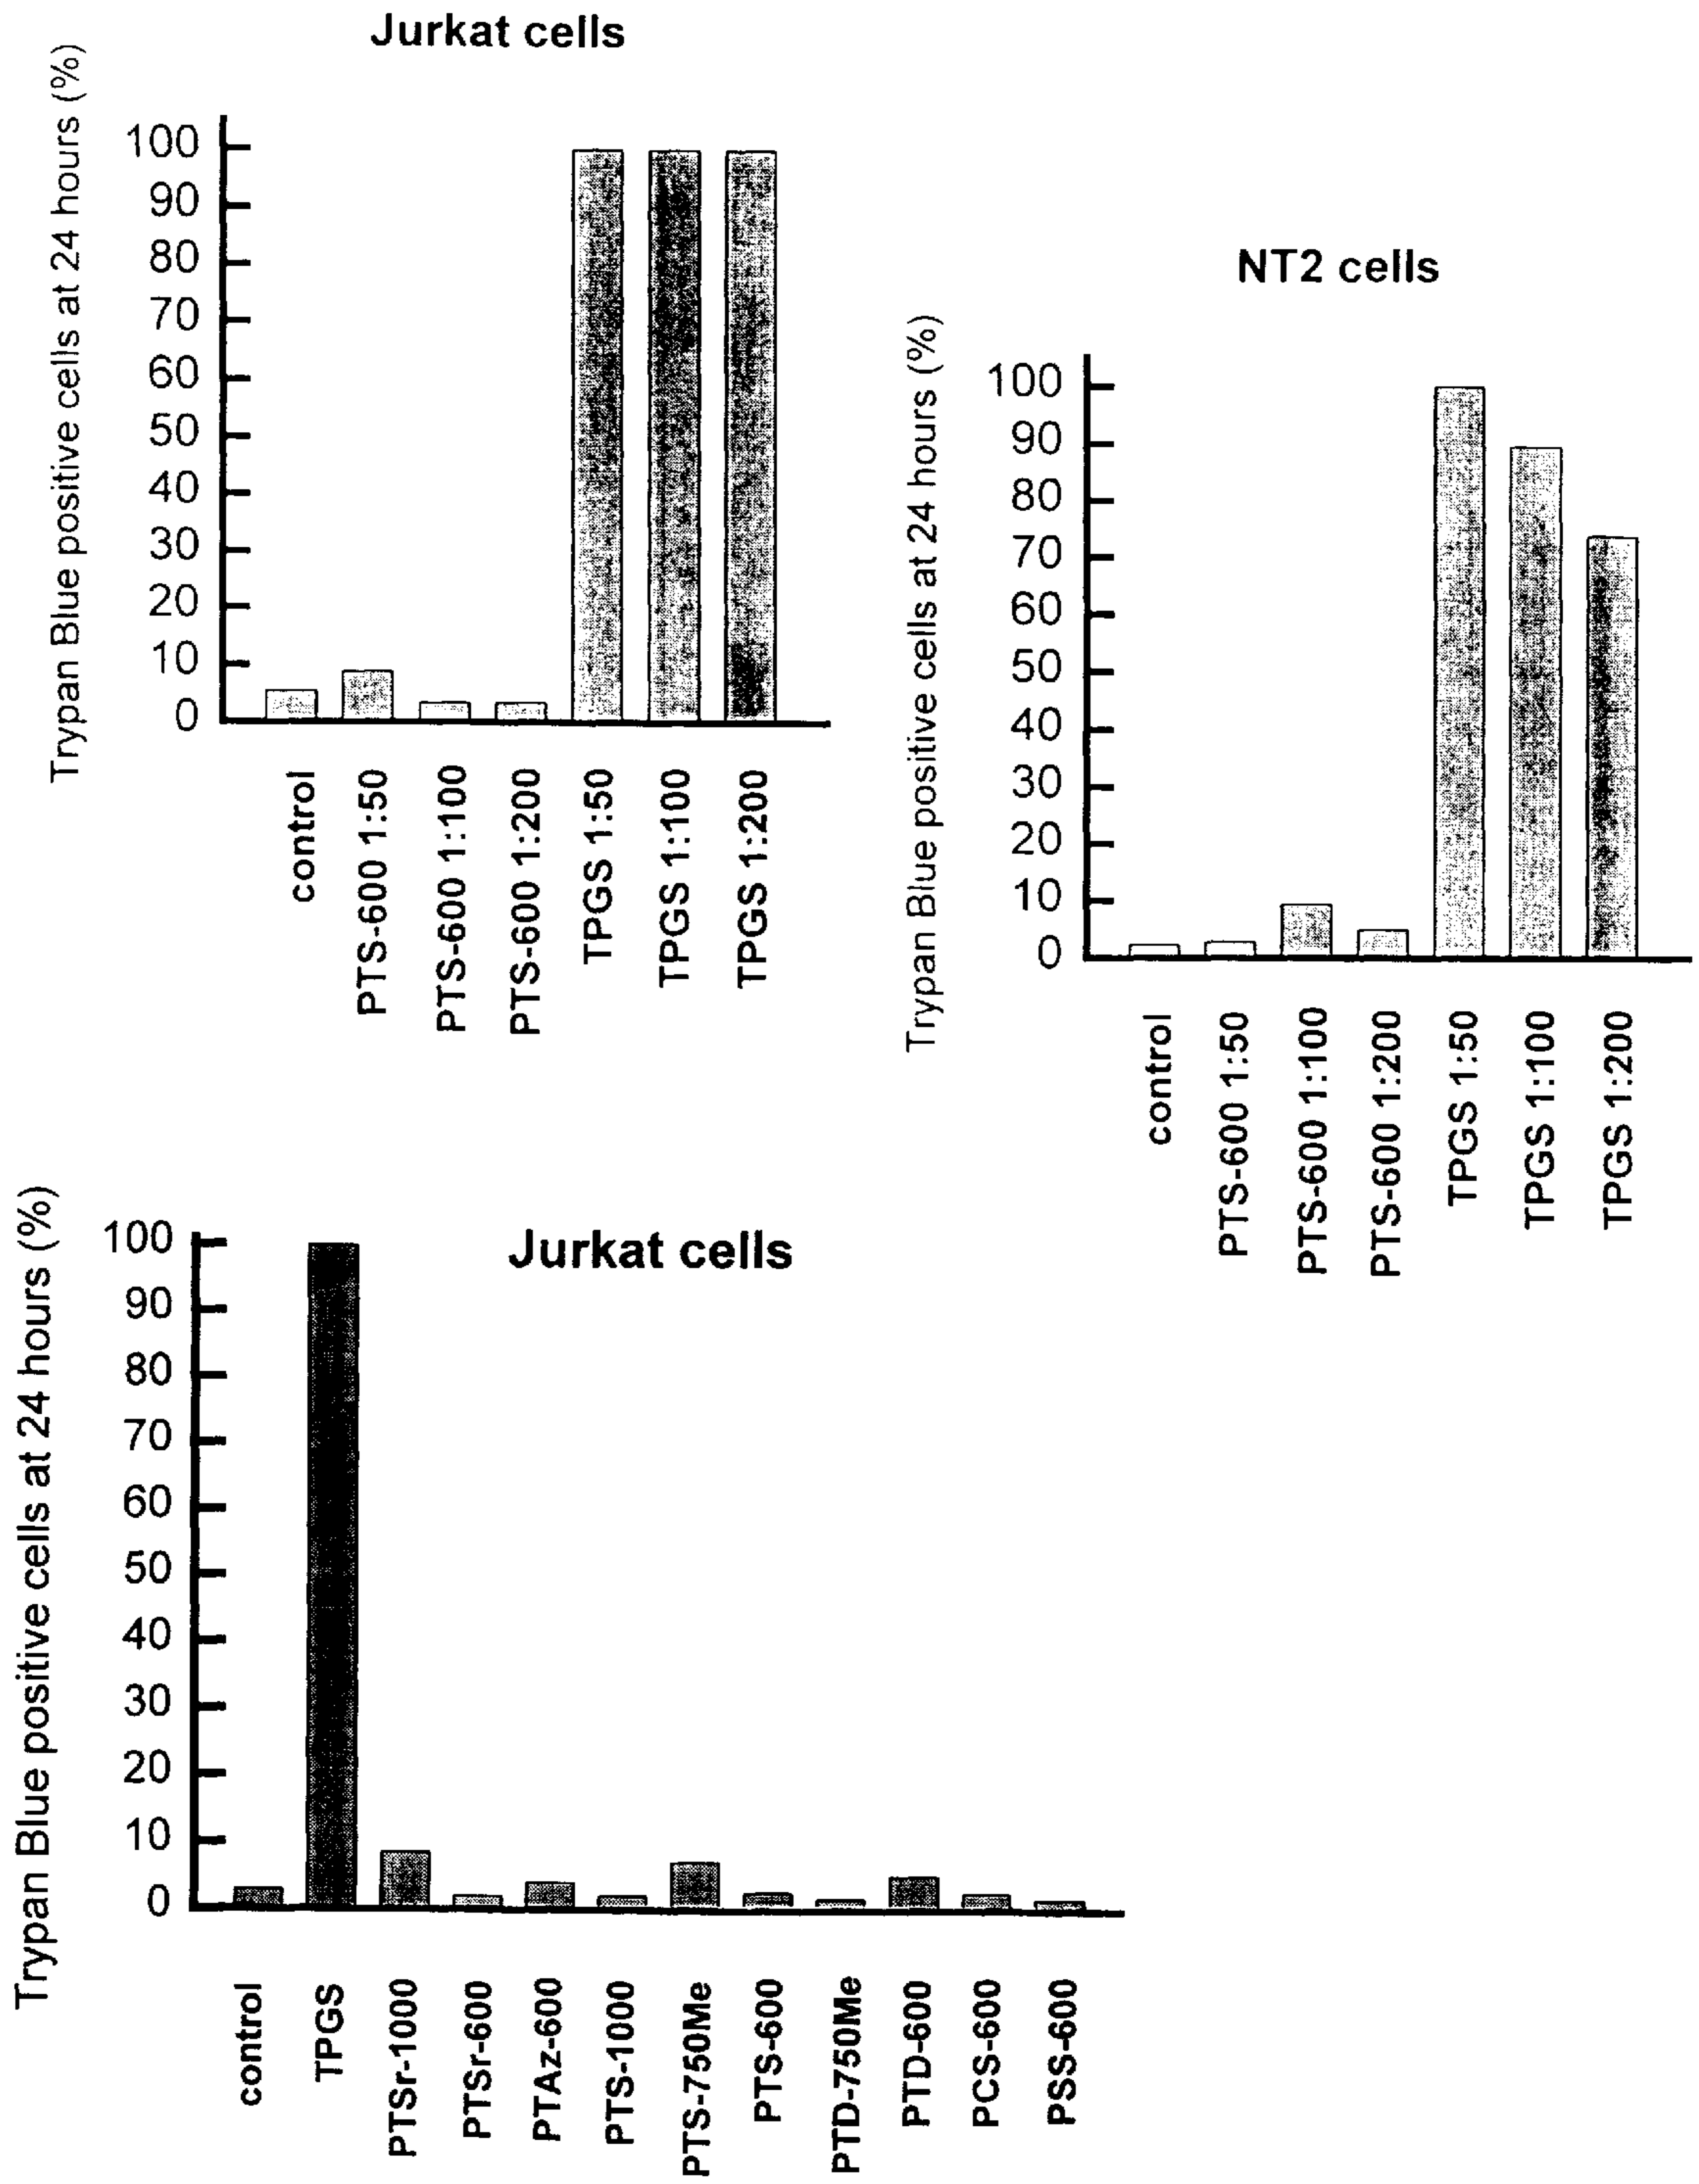 Jurkat cells
Trypan Blue positive cells at 24 hours (%)
100
90
80
70
60
50
40
30
20
10
0
control
PTS-600 1:50
PTS-600 1:100
PTS-600 1:200
TPGS 1:50
TPGS 1:100
TPGS 1:200
NT2 cells
Trypan Blue positive cells at 24 hours (%)
100
90
80
70
60
50
40
30
20
10
0
control
PTS-600 1:50
PTS-600 1:100
PTS-600 1:200
TPGS 1:50
TPGS 1:100
TPGS 1:200
Jurkat cells
Trypan Blue positive cells at 24 hours (%)
100
90
80
70
60
50
40
30
20
10
0
control
TPGS
PTSr-1000
PTSr-600
PTAz-600
PTS-1000
PTS-750Me
PTS-600
PTD-750Me
PTD-600
PCS-600
PSS-600